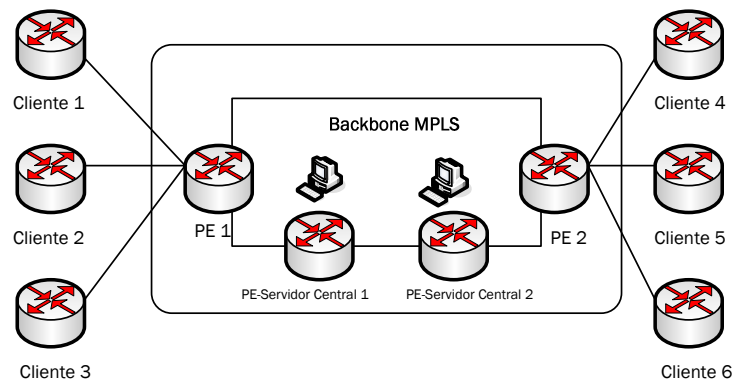 Cliente 1
Cliente 4
Backbone MPLS
Cliente 2
PE 1
PE 2
Cliente 5
PE-Servidor Central 1
PE-Servidor Central 2
Cliente 3
Cliente 6